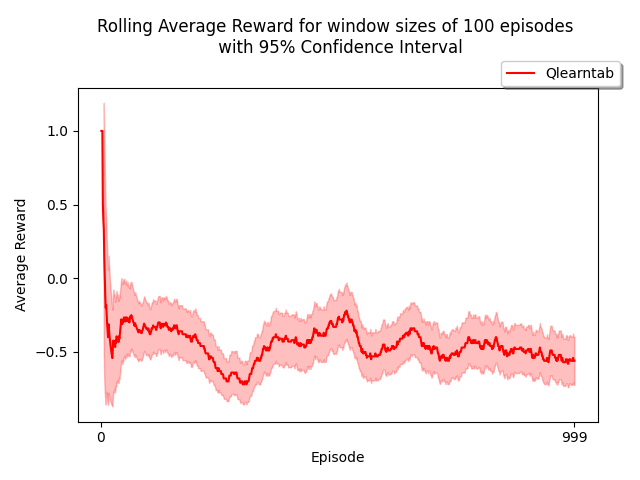 Rolling Average Reward for window sizes of 100 episodes
with 95% Confidence Interval
Qlearntab
1.0
0.5
0.0
−0.5
Average Reward
0
999
Episode